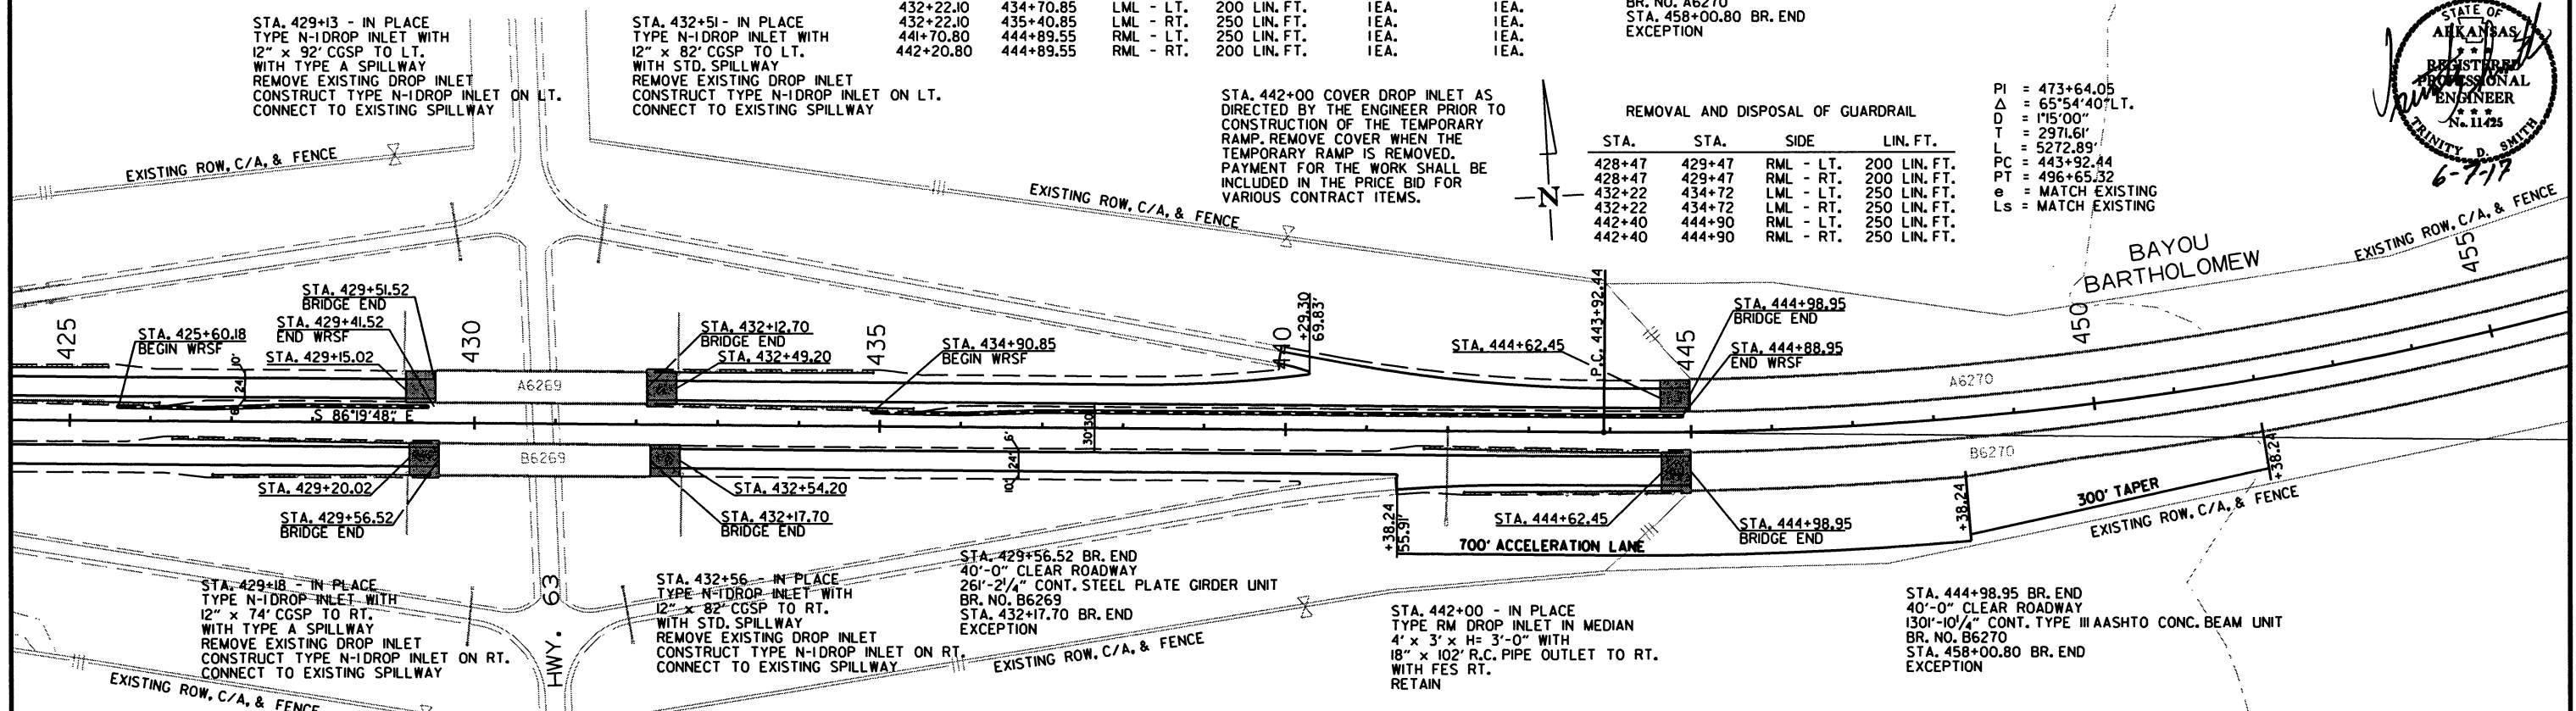 432+22.10 434+70.85 LML - LT. 200 LIN.FT. 1EA. 1EA.
432+22.10 435+40.85 LML - RT. 250 LIN.FT. 1EA. 1EA.
441+70.80 444+89.55 RML - LT. 250 LIN.FT. 1EA. 1EA.
442+20.80 444+89.55 RML - RT. 200 LIN.FT. 1EA. 1EA.
STA. 429+13 - IN PLACE
TYPE N-1 DROP INLET WITH
12" x 92' CGSP TO LT.
WITH TYPE A SPILLWAY
REMOVE EXISTING DROP INLET
CONSTRUCT TYPE N-1 DROP INLET ON LT.
CONNECT TO EXISTING SPILLWAY
STA. 432+51 - IN PLACE
TYPE N-1 DROP INLET WITH
12" x 82' CGSP TO LT.
WITH STD. SPILLWAY
REMOVE EXISTING DROP INLET
CONSTRUCT TYPE N-1 DROP INLET ON LT.
CONNECT TO EXISTING SPILLWAY
BR. NO. A6270
STA. 458+00.80 BR. END
EXCEPTION
STATE OF
ARKANSAS
REGISTERED
PROFESSIONAL
ENGINEER
No. 11425
TRINITY D. SMITH
6-7-17
STA. 442+00 COVER DROP INLET AS
DIRECTED BY THE ENGINEER PRIOR TO
CONSTRUCTION OF THE TEMPORARY
RAMP. REMOVE COVER WHEN THE
TEMPORARY RAMP IS REMOVED.
PAYMENT FOR THE WORK SHALL BE
INCLUDED IN THE PRICE BID FOR
VARIOUS CONTRACT ITEMS.
N
REMOVAL AND DISPOSAL OF GUARDRAIL
STA. STA. SIDE LIN. FT.
428+47 429+47 RML - LT. 200 LIN. FT.
428+47 429+47 RML - RT. 200 LIN. FT.
432+22 434+72 LML - LT. 250 LIN. FT.
432+22 434+72 LML - RT. 250 LIN. FT.
442+40 444+90 RML - LT. 250 LIN. FT.
442+40 444+90 RML - RT. 250 LIN. FT.
PI = 473+64.05
Δ = 65°54'40" LT.
D = 1°15'00"
T = 2971.61'
L = 5272.89'
PC = 443+92.44
PT = 496+65.32
e = MATCH EXISTING
Ls = MATCH EXISTING
EXISTING ROW, C/A, & FENCE
EXISTING ROW, C/A, & FENCE
EXISTING ROW, C/A, & FENCE
BAYOU
BARTHOLOMEW
425
430
435
440
445
450
455
STA. 425+60.18
BEGIN WRSF
STA. 429+51.52
BRIDGE END
STA. 429+41.52
END WRSF
STA. 429+15.02
STA. 432+12.70
BRIDGE END
STA. 432+49.20
STA. 434+90.85
BEGIN WRSF
+29.30
69.83'
P.C. 443+92.44
STA. 444+62.45
STA. 444+98.95
BRIDGE END
STA. 444+88.95
END WRSF
10'
24'
6'
A6269
A6270
S 86°19'48" E
30'
30'
6'
24'
10'
B6269
B6270
STA. 429+20.02
STA. 429+56.52
BRIDGE END
STA. 432+54.20
STA. 432+17.70
BRIDGE END
+38.24
55.91'
700' ACCELERATION LANE
STA. 444+62.45
STA. 444+98.95
BRIDGE END
+38.24
300' TAPER
+38.24
EXISTING ROW, C/A, & FENCE
HWY. 63
STA. 429+18 - IN PLACE
TYPE N-1 DROP INLET WITH
12" x 74' CGSP TO RT.
WITH TYPE A SPILLWAY
REMOVE EXISTING DROP INLET
CONSTRUCT TYPE N-1 DROP INLET ON RT.
CONNECT TO EXISTING SPILLWAY
STA. 432+56 - IN PLACE
TYPE N-1 DROP INLET WITH
12" x 82' CGSP TO RT.
WITH STD. SPILLWAY
REMOVE EXISTING DROP INLET
CONSTRUCT TYPE N-1 DROP INLET ON RT.
CONNECT TO EXISTING SPILLWAY
STA. 429+56.52 BR. END
40'-0" CLEAR ROADWAY
261'-2 1/4" CONT. STEEL PLATE GIRDER UNIT
BR. NO. B6269
STA. 432+17.70 BR. END
EXCEPTION
EXISTING ROW, C/A, & FENCE
STA. 442+00 - IN PLACE
TYPE RM DROP INLET IN MEDIAN
4' x 3' x H= 3'-0" WITH
18" x 102' R.C. PIPE OUTLET TO RT.
WITH FES RT.
RETAIN
STA. 444+98.95 BR. END
40'-0" CLEAR ROADWAY
1301'-10 1/4" CONT. TYPE III AASHTO CONC. BEAM UNIT
BR. NO. B6270
STA. 458+00.80 BR. END
EXCEPTION
EXISTING ROW, C/A, & FENCE